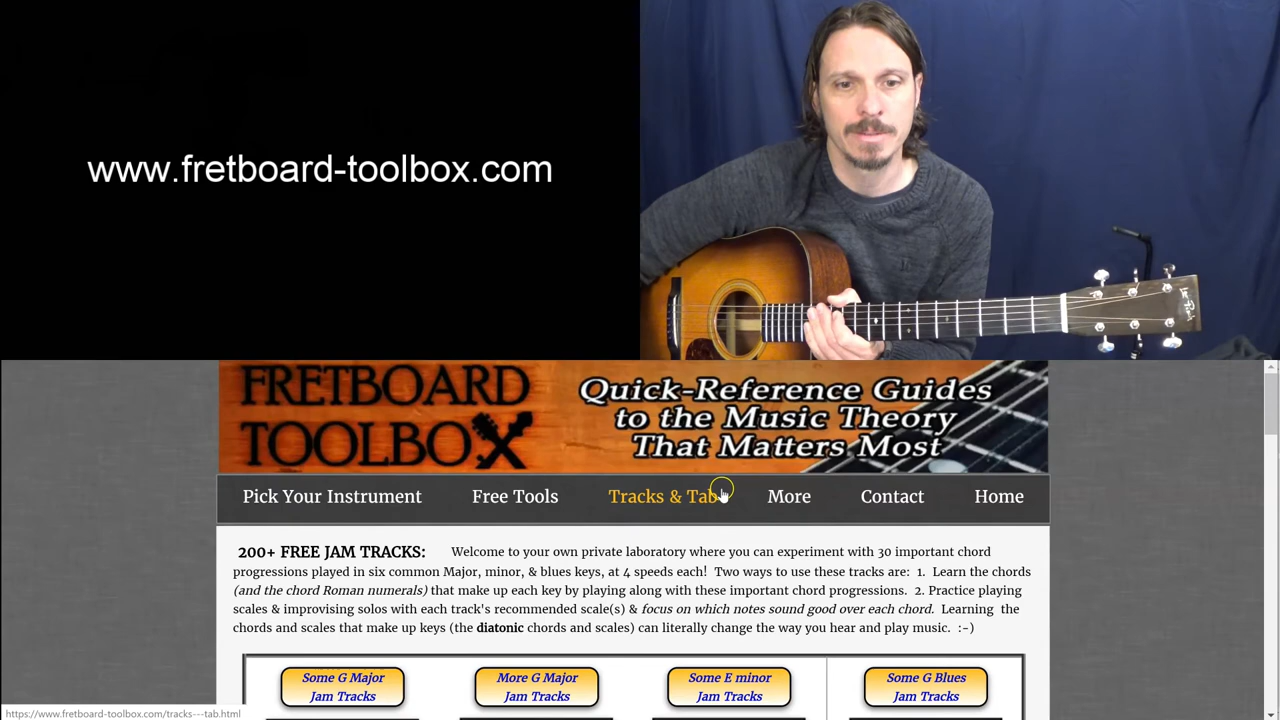 www.fretboard-toolbox.com
FRETBOARD
TOOLBOX
Quick-Reference Guides
to the Music Theory
That Matters Most
Pick Your Instrument
Free Tools
Tracks & Tab
More
Contact
Home
200+ FREE JAM TRACKS: Welcome to your own private laboratory where you can experiment with 30 important chord
progressions played in six common Major, minor, & blues keys, at 4 speeds each! Two ways to use these tracks are: 1. Learn the chords
(and the chord Roman numerals) that make up each key by playing along with these important chord progressions. 2. Practice playing
scales & improvising solos with each track's recommended scale(s) & focus on which notes sound good over each chord. Learning the
chords and scales that make up keys (the diatonic chords and scales) can literally change the way you hear and play music. :-)
Some G Major
Jam Tracks
More G Major
Jam Tracks
Some E minor
Jam Tracks
Some G Blues
Jam Tracks
https://www.fretboard-toolbox.com/tracks---tab.html